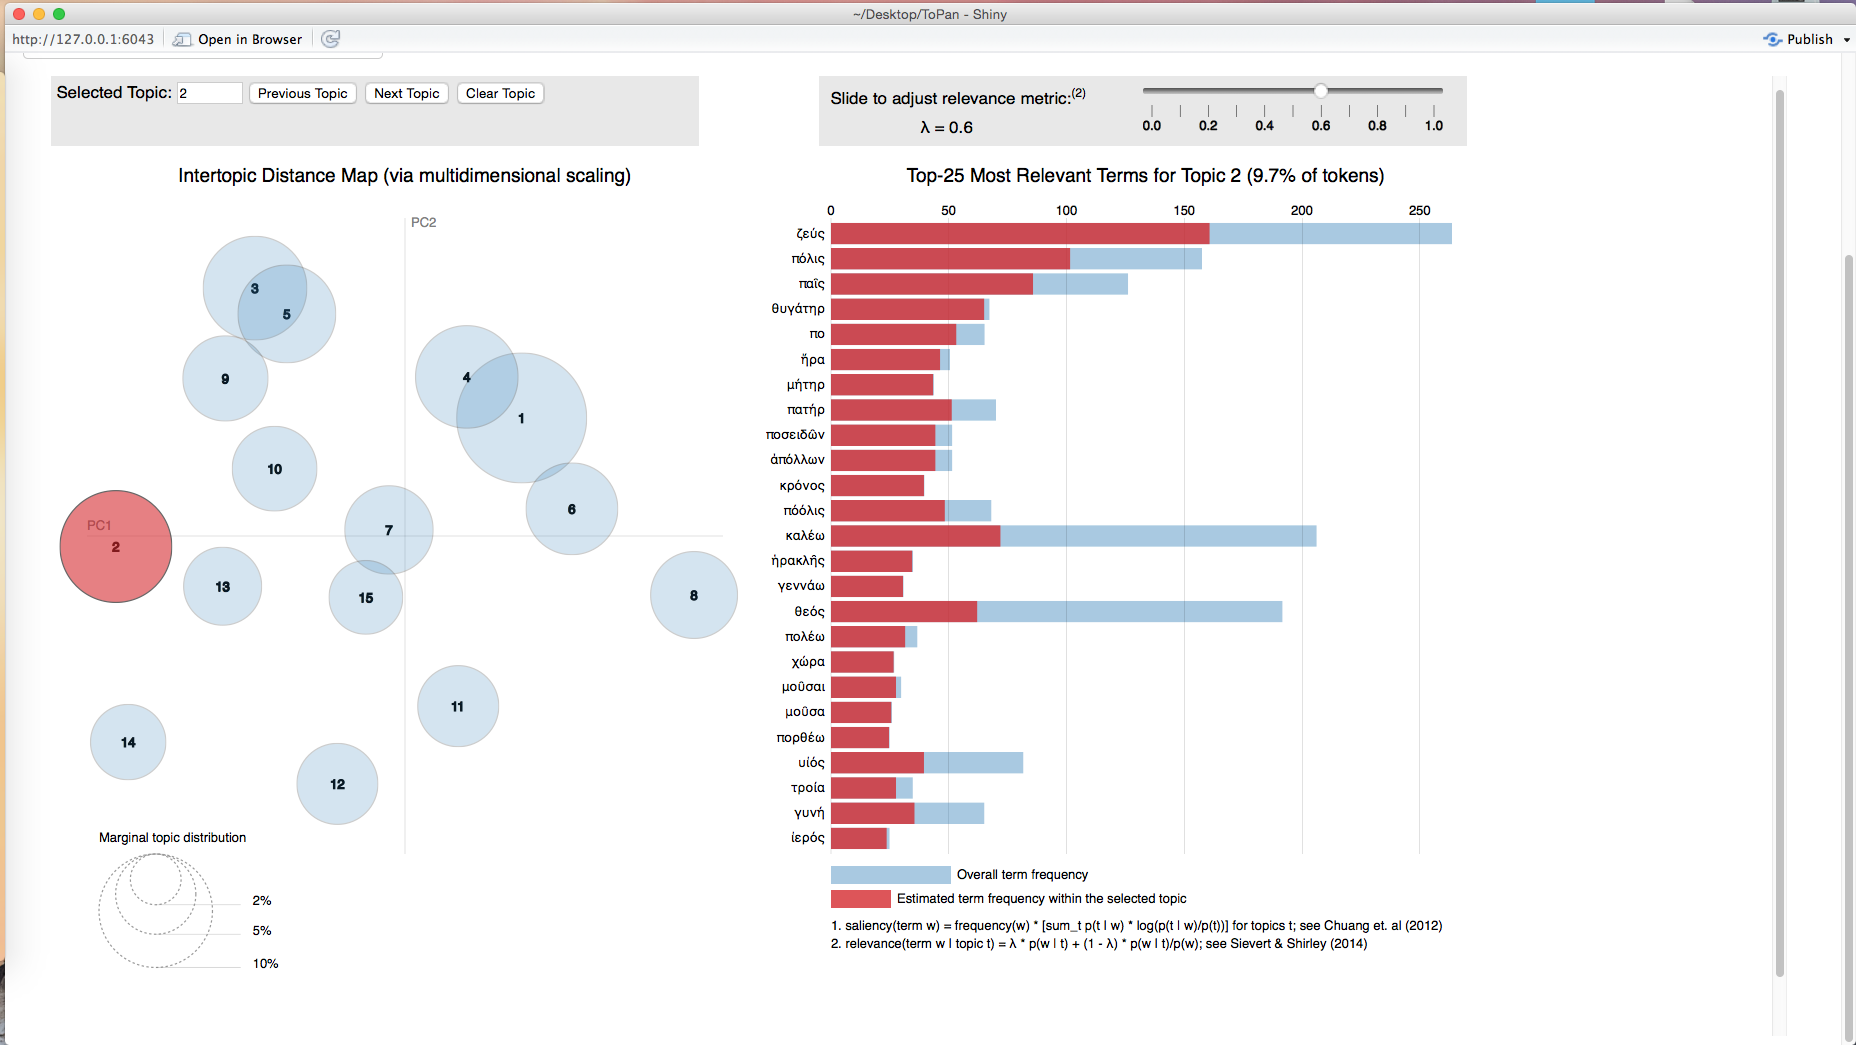 ~/Desktop/ToPan - Shiny
http://127.0.0.1:6043 Open in Browser Publish
Selected Topic: 2 Previous Topic Next Topic Clear Topic
Slide to adjust relevance metric:(2)
λ = 0.6
0.0 0.2 0.4 0.6 0.8 1.0
Intertopic Distance Map (via multidimensional scaling)
PC2
PC1
3
5
9
4
1
10
6
7
2
13
15
8
11
14
12
Marginal topic distribution
2%
5%
10%
Top-25 Most Relevant Terms for Topic 2 (9.7% of tokens)
0 50 100 150 200 250
ζεύς
πόλις
παῖς
θυγάτηρ
πο
ἥρα
μήτηρ
πατήρ
ποσειδῶν
ἀπόλλων
κρόνος
πόόλις
καλέω
ἡρακλῆς
γεννάω
θεός
πολέω
χώρα
μοῦσαι
μοῦσα
πορθέω
υἱός
τροία
γυνή
ἱερός
Overall term frequency
Estimated term frequency within the selected topic
1. saliency(term w) = frequency(w) * [sum_t p(t | w) * log(p(t | w)/p(t))] for topics t; see Chuang et. al (2012)
2. relevance(term w | topic t) = λ * p(w | t) + (1 - λ) * p(w | t)/p(w); see Sievert & Shirley (2014)